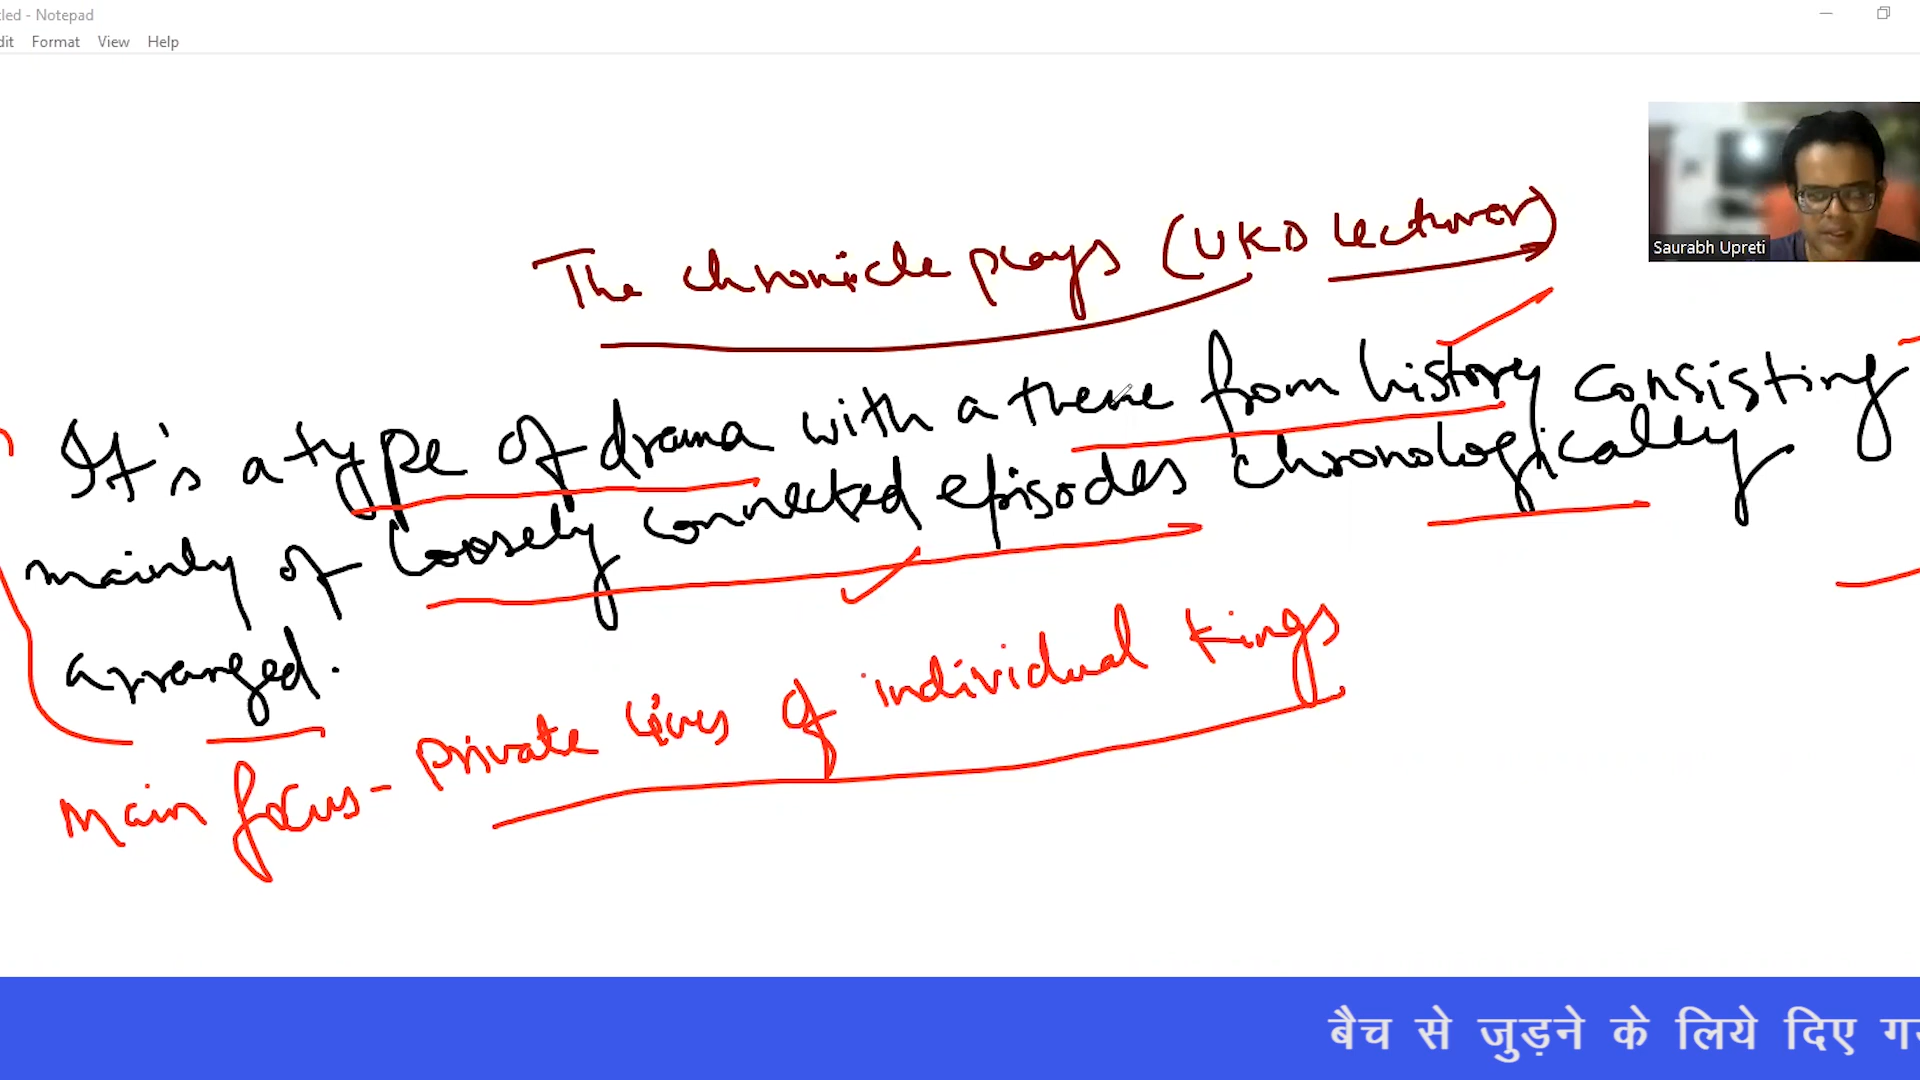 tled - Notepad
dit Format View Help
Saurabh Upreti
The chronicle plays (UKD Lecturer)
It's a type of drama with a theme from history consisting
mainly of loosely connected episodes chronologically
arranged.
Main focus - Private lives of individual kings
बैच से जुड़ने के लिये दिए